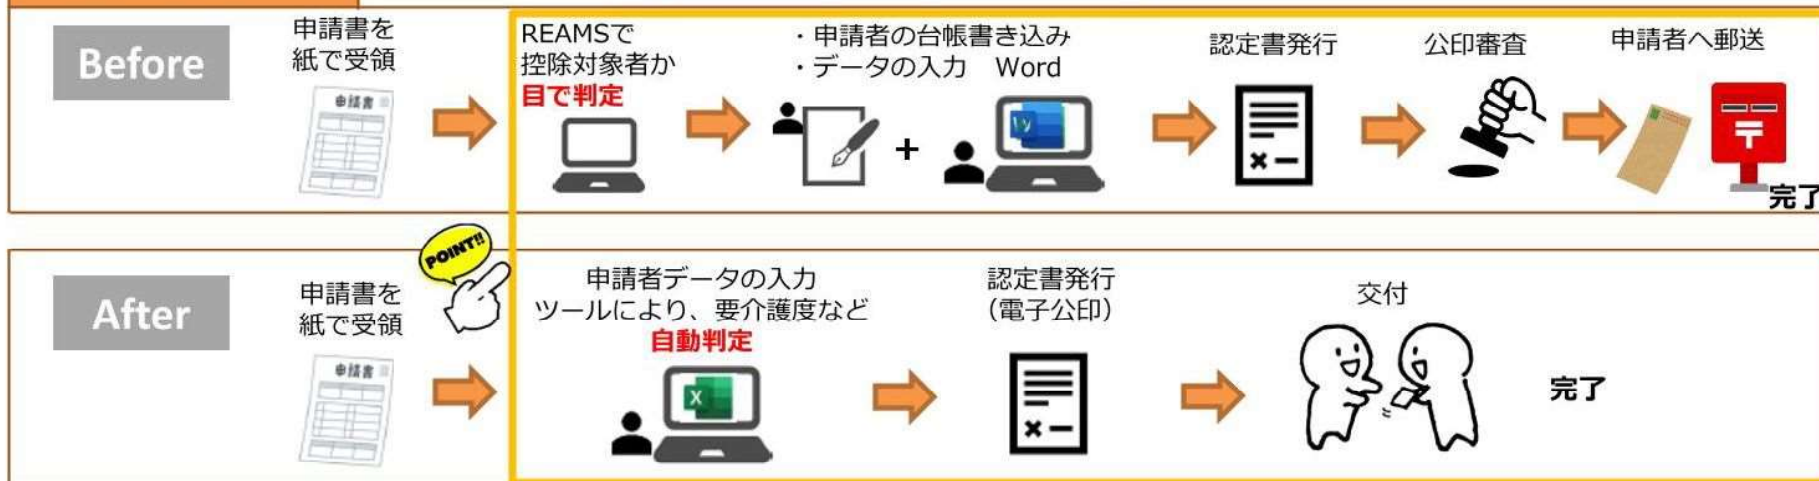 Before
申請書を
紙で受領
申請書
REAMSで
控除対象者か
目で判定
・申請者の台帳書き込み
・データの入力　Word
+
W
認定書発行
公印審査
申請者へ郵送
〒
完了
After
申請書を
紙で受領
申請書
POINT!!
申請者データの入力
ツールにより、要介護度など
自動判定
X
認定書発行
（電子公印）
交付
完了